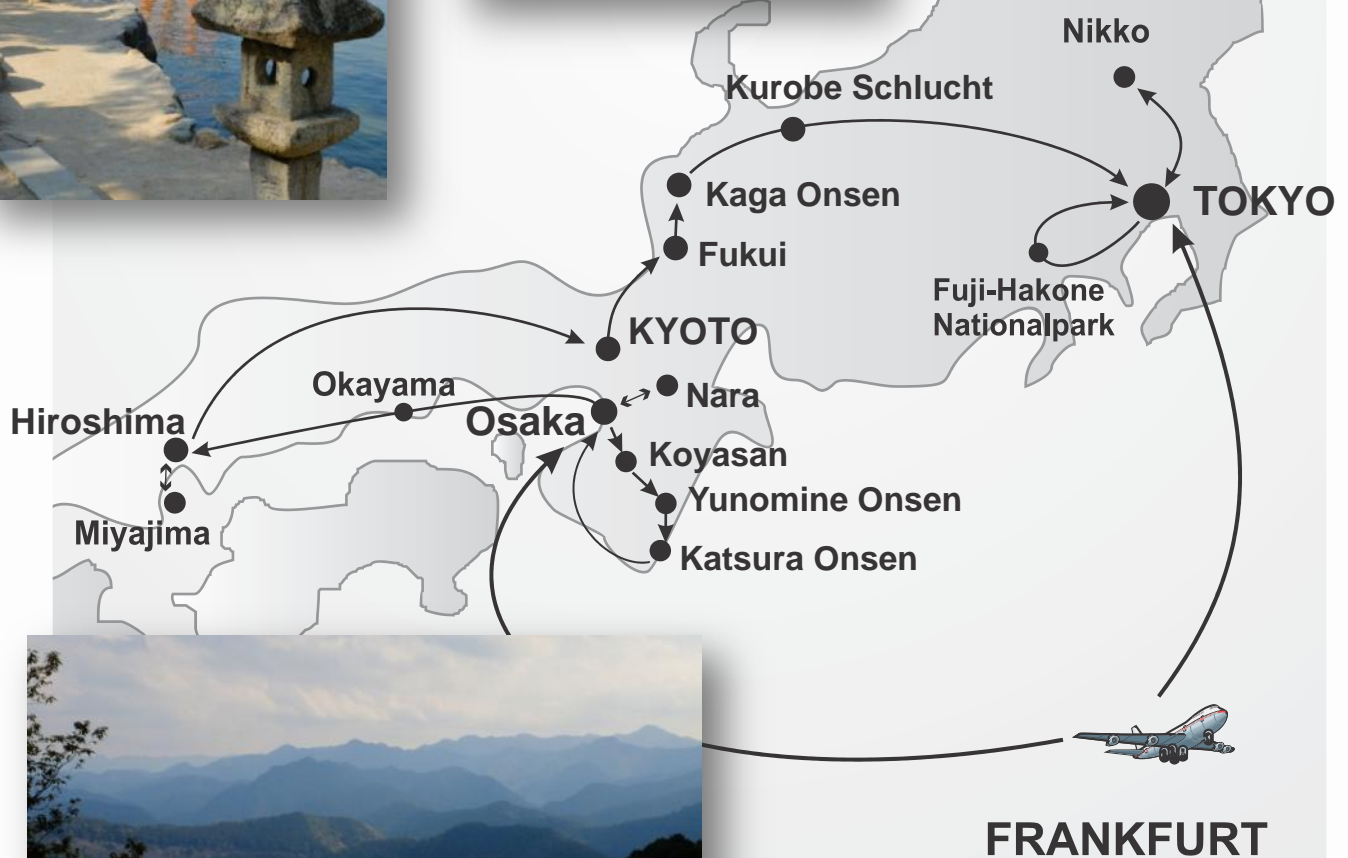 Nikko
Kurobe Schlucht
TOKYO
Kaga Onsen
Fukui
Fuji-Hakone
Nationalpark
KYOTO
Okayama
Nara
Hiroshima
Osaka
Koyasan
Yunomine Onsen
Miyajima
Katsura Onsen
FRANKFURT